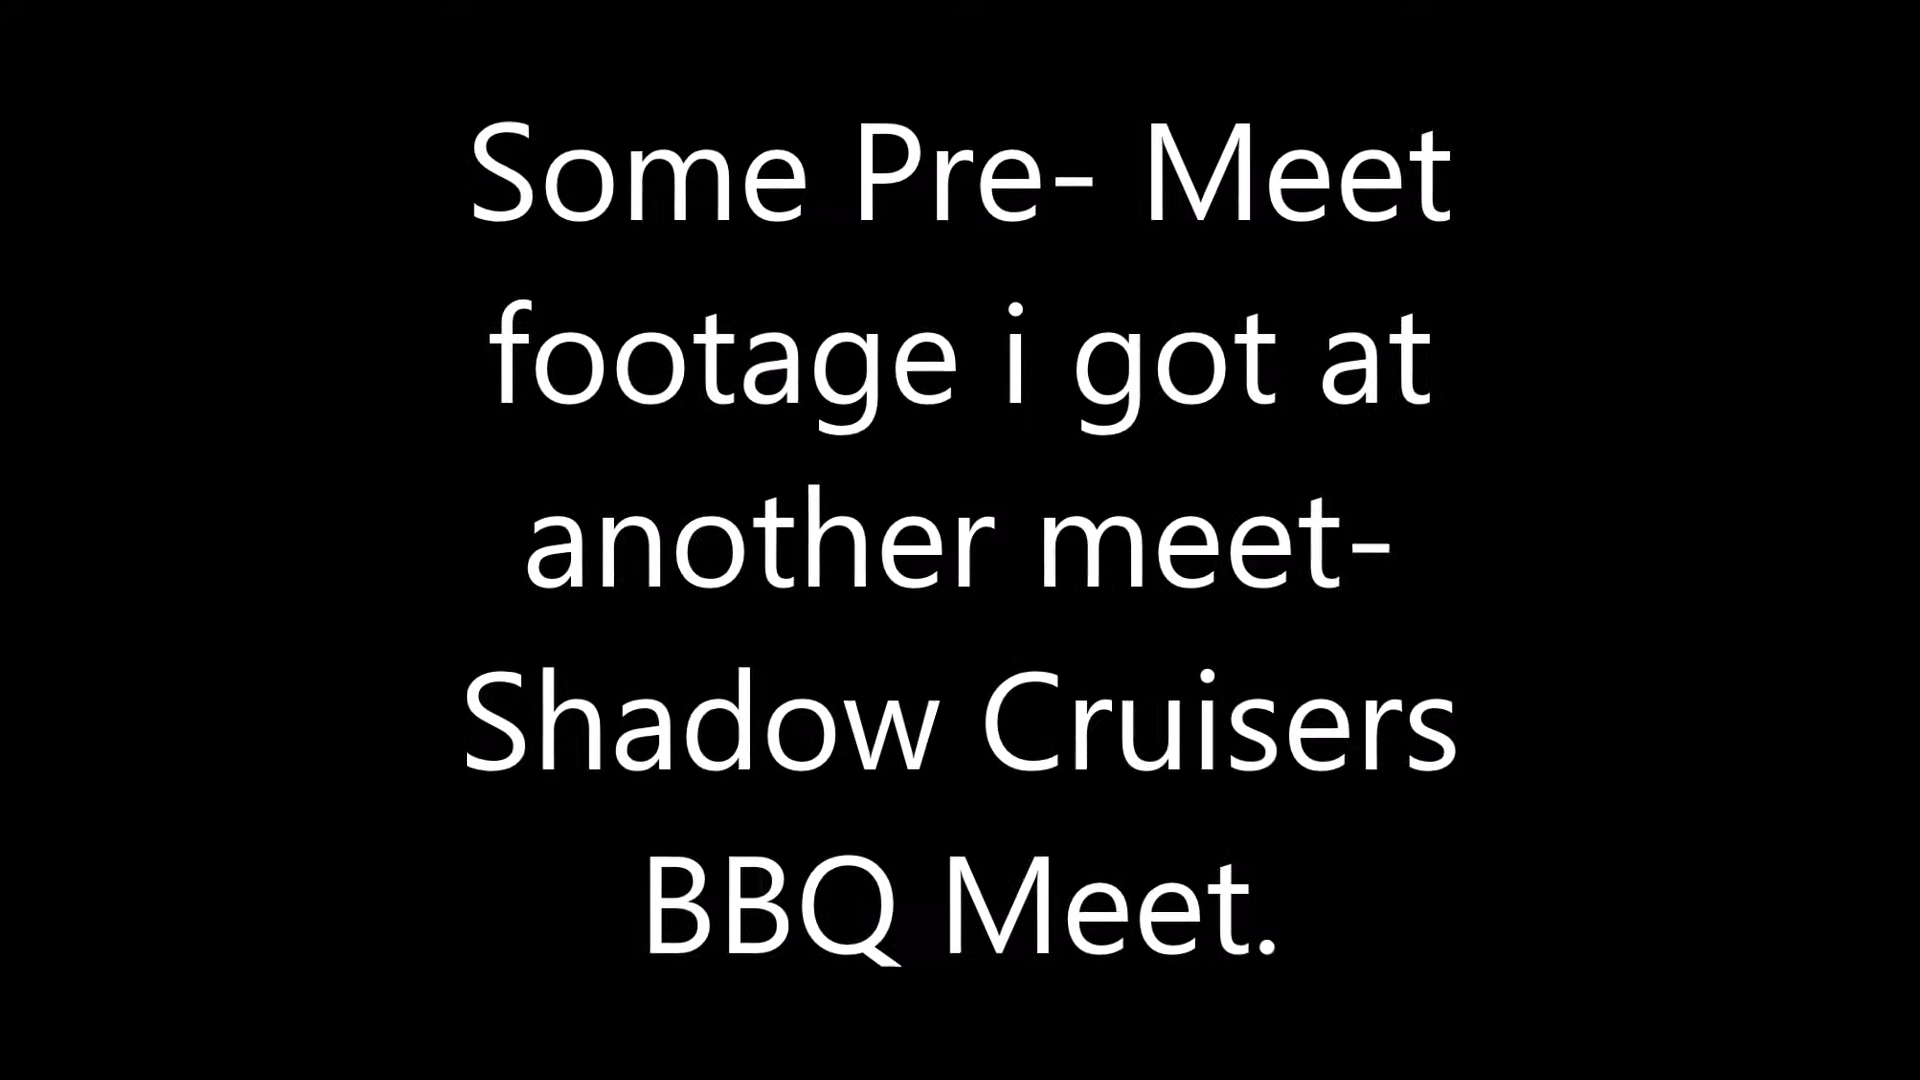 Some Pre- Meet
footage i got at
another meet-
Shadow Cruisers
BBQ Meet.